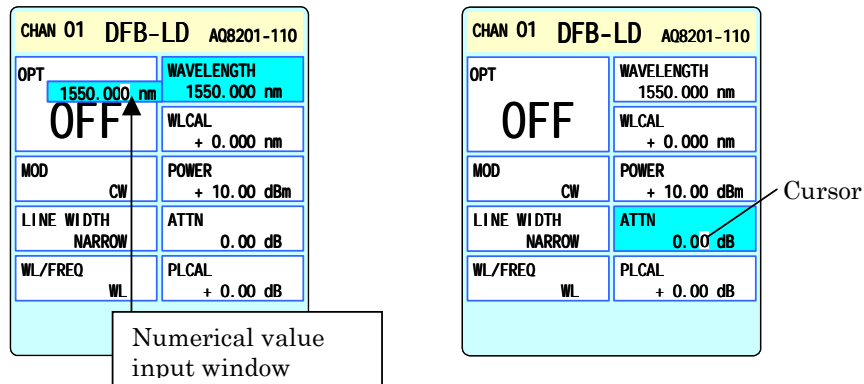 CHAN 01 DFB-LD AQ8201-110
OPT
1550.000 nm
OFF
WAVELENGTH
1550.000 nm
WLCAL
+ 0.000 nm
MOD
CW
POWER
+ 10.00 dBm
LINE WIDTH
NARROW
ATTN
0.00 dB
WL/FREQ
WL
PLCAL
+ 0.00 dB
Numerical value
input window
CHAN 01 DFB-LD AQ8201-110
OPT
OFF
WAVELENGTH
1550.000 nm
WLCAL
+ 0.000 nm
MOD
CW
POWER
+ 10.00 dBm
LINE WIDTH
NARROW
ATTN
0.00 dB
WL/FREQ
WL
PLCAL
+ 0.00 dB
Cursor